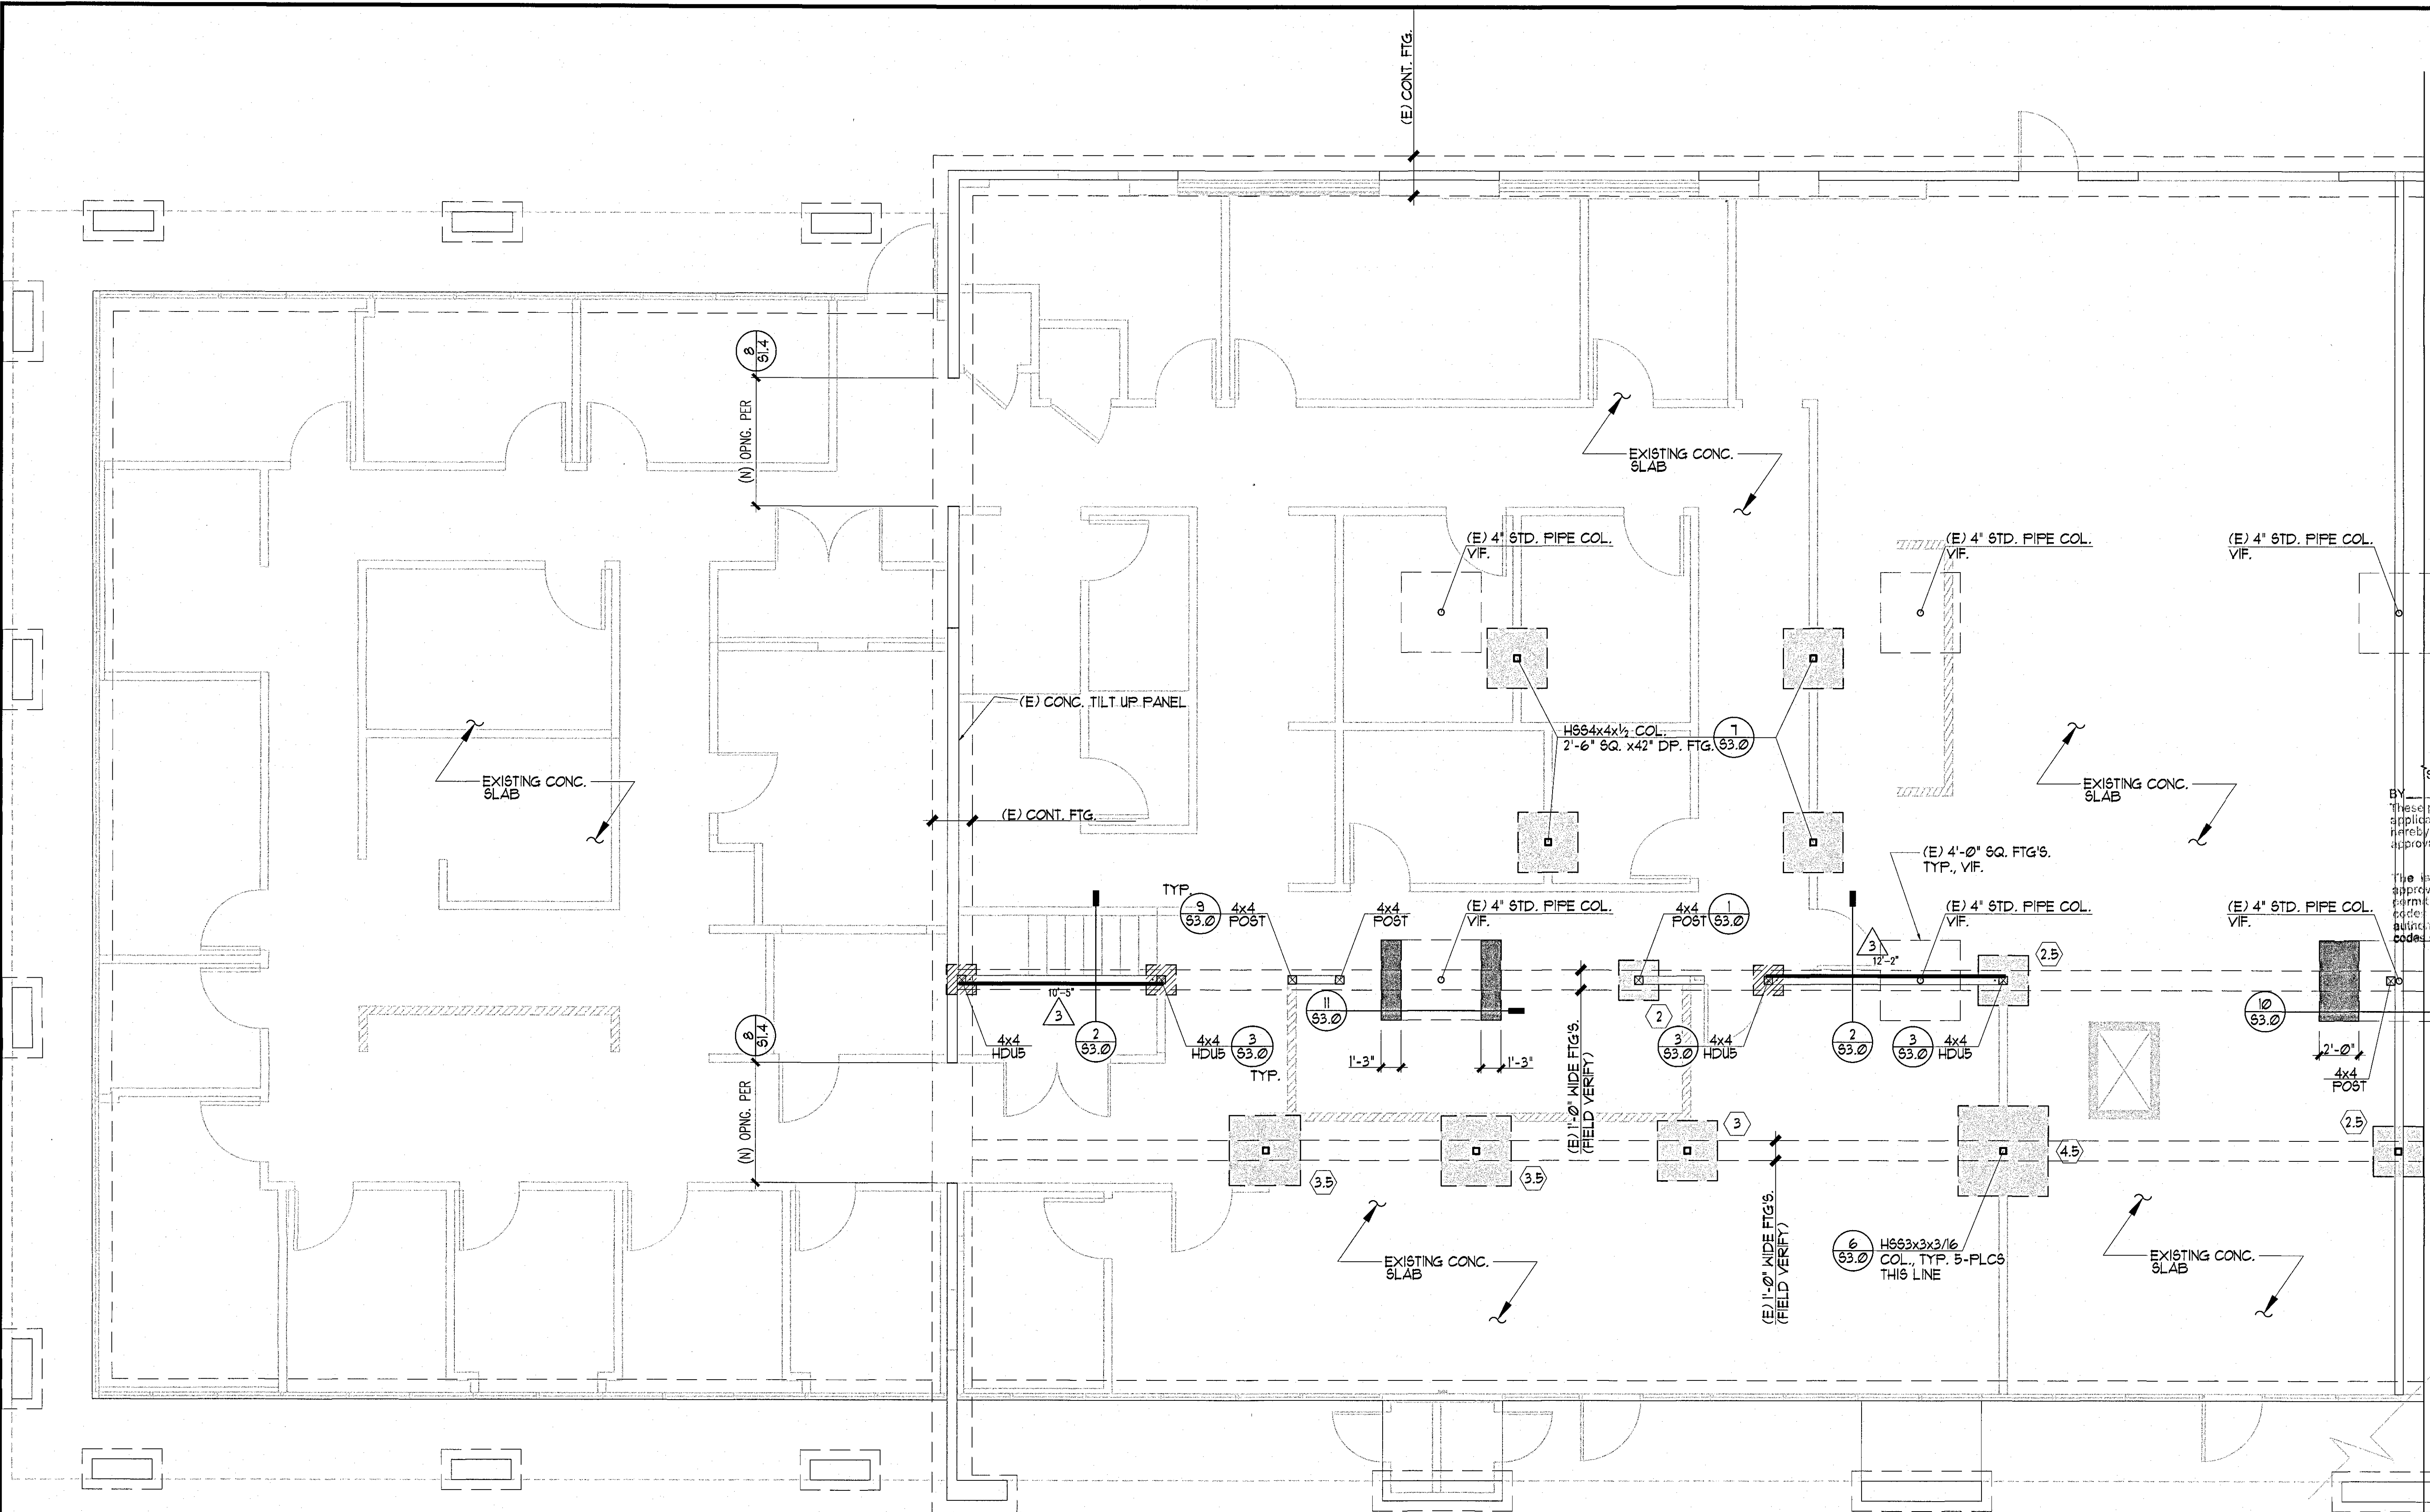 (E) CONT. FTG.
8
S1.4
(N) OPNG. PER
EXISTING CONC.
SLAB
(E) 4" STD. PIPE COL.
VIF.
(E) 4" STD. PIPE COL.
VIF.
(E) 4" STD. PIPE COL.
VIF.
(E) CONC. TILT UP PANEL
HSS4x4x½ COL.
2'-6" SQ. x42" DP. FTG.
7
S3.0
EXISTING CONC.
SLAB
EXISTING CONC.
SLAB
(E) CONT. FTG.
BY
These
hereby
(E) 4'-0" SQ. FTG'S.
TYP., VIF.
The
TYP.
9
S3.0
4x4
POST
4x4
POST
(E) 4" STD. PIPE COL.
VIF.
4x4
POST
1
S3.0
(E) 4" STD. PIPE COL.
VIF.
(E) 4" STD. PIPE COL.
VIF.
codes
3
12'-2"
2.5
10'-5"
3
11
S3.0
2
10
S3.0
8
S1.4
4x4
HDU5
2
S3.0
4x4
HDU5
3
S3.0
TYP.
1'-3"
1'-3"
(E) 1'-0" WIDE FTG'S.
(FIELD VERIFY)
3
S3.0
4x4
HDU5
2
S3.0
3
S3.0
4x4
HDU5
2'-0"
4x4
POST
(N) OPNG. PER
3
2.5
3.5
3.5
4.5
(E) 1'-0" WIDE FTG'S.
(FIELD VERIFY)
EXISTING CONC.
SLAB
6
S3.0
HSS3x3x3/16
COL., TYP. 5-PLCS
THIS LINE
EXISTING CONC.
SLAB